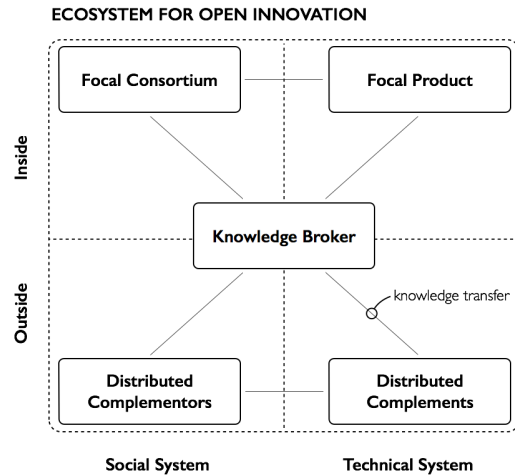 ECOSYSTEM FOR OPEN INNOVATION
Focal Consortium
Focal Product
Inside
Knowledge Broker
Outside
knowledge transfer
Distributed
Complementors
Distributed
Complements
Social System
Technical System